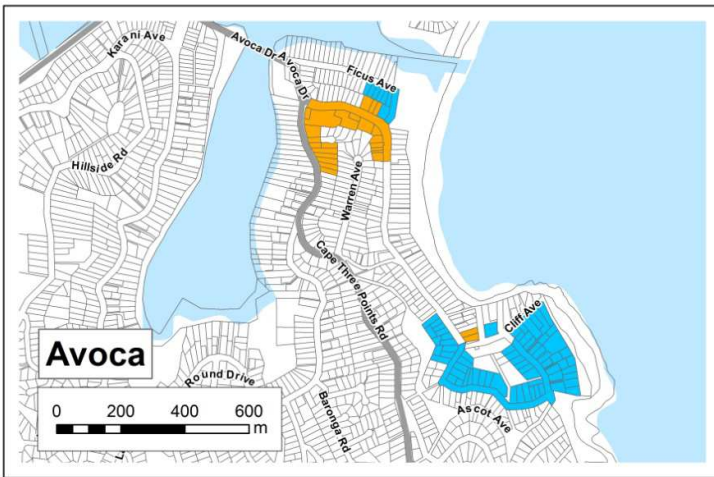 Karani Ave
Avoca Dr
Avoca Dr
Ficus Ave
Hillside Rd
Warren Ave
Cape Three Points Rd
Cliff Ave
Avoca
Round Drive
Ascot Ave
Baronga Rd
0 200 400 600
m